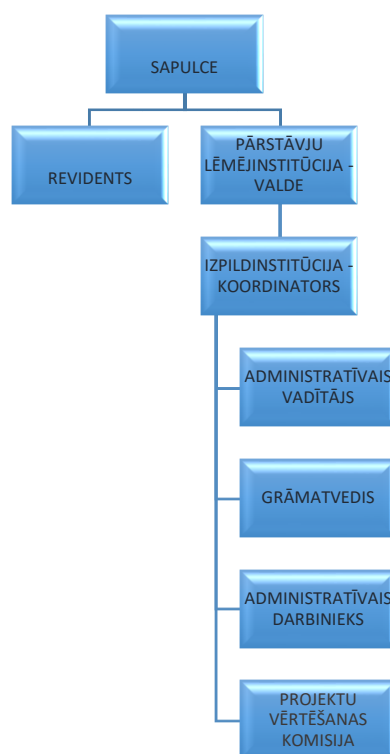 SAPULCE
REVIDENTS
PĀRSTĀVJU
LĒMĒJINSTITŪCIJA -
VALDE
IZPILDINSTITŪCIJA -
KOORDINATORS
ADMINISTRATĪVAIS
VADĪTĀJS
GRĀMATVEDIS
ADMINISTRATĪVAIS
DARBINIEKS
PROJEKTU
VĒRTĒŠANAS
KOMISIJA